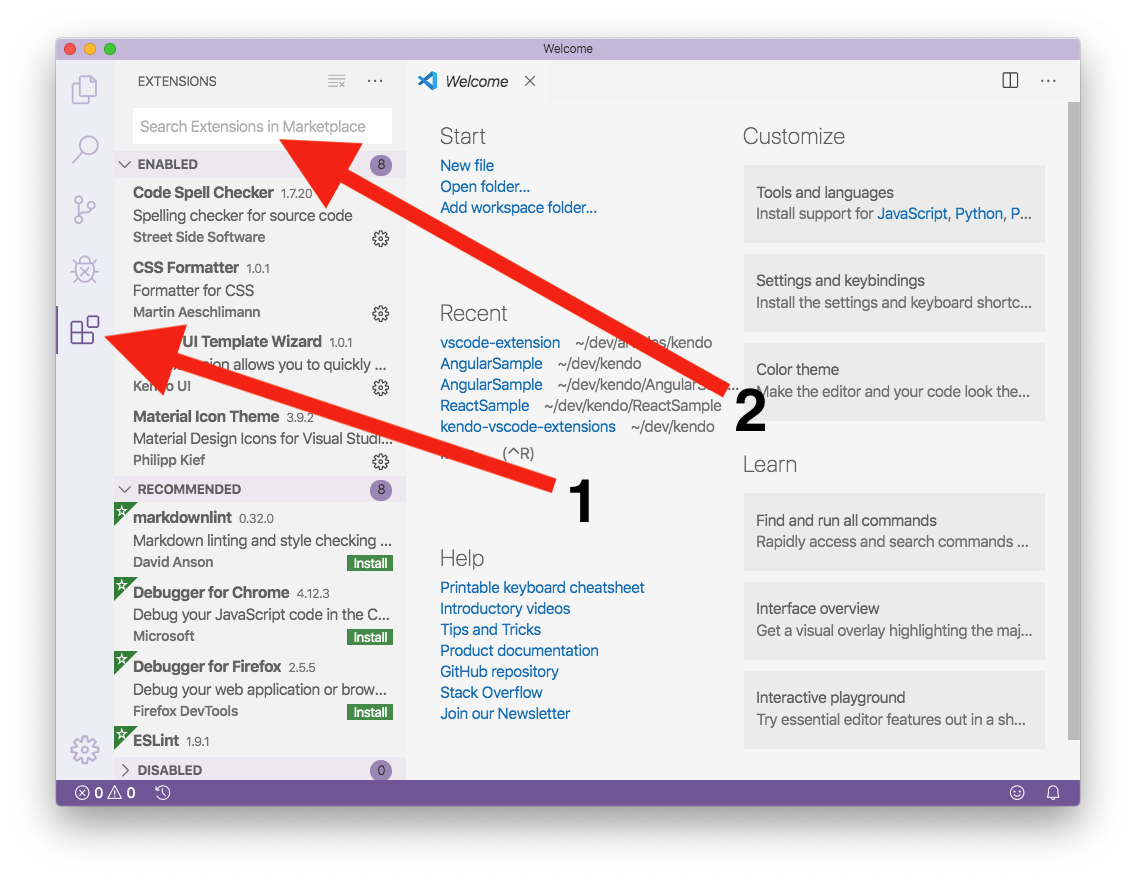 Welcome
EXTENSIONS
Search Extensions in Marketplace
ENABLED 8
Code Spell Checker 1.7.20
Spelling checker for source code
Street Side Software
CSS Formatter 1.0.1
Formatter for CSS
Martin Aeschlimann
UI Template Wizard 1.0.1
allows you to quickly ...
UI
Material Icon Theme 3.9.2
Material Design Icons for Visual Studi...
Philipp Kief
RECOMMENDED 8
markdownlint 0.32.0
Markdown linting and style checking ...
David Anson Install
Debugger for Chrome 4.12.3
Debug your JavaScript code in the C...
Microsoft Install
Debugger for Firefox 2.5.5
Debug your web application or brow...
Firefox DevTools Install
ESLint 1.9.1
DISABLED 0
Welcome
Start
New file
Open folder...
Add workspace folder...
Recent
vscode-extension ~/dev/articles/kendo
AngularSample ~/dev/kendo
AngularSample ~/dev/kendo/AngularS...
ReactSample ~/dev/kendo/ReactSample
kendo-vscode-extensions ~/dev/kendo
(^R)
Help
Printable keyboard cheatsheet
Introductory videos
Tips and Tricks
Product documentation
GitHub repository
Stack Overflow
Join our Newsletter
Customize
Tools and languages
Install support for JavaScript, Python, P...
Settings and keybindings
Install the settings and keyboard shortc...
Color theme
Make the editor and your code look the...
Learn
Find and run all commands
Rapidly access and search commands ...
Interface overview
Get a visual overlay highlighting the maj...
Interactive playground
Try essential editor features out in a sh...
1
2
0 0